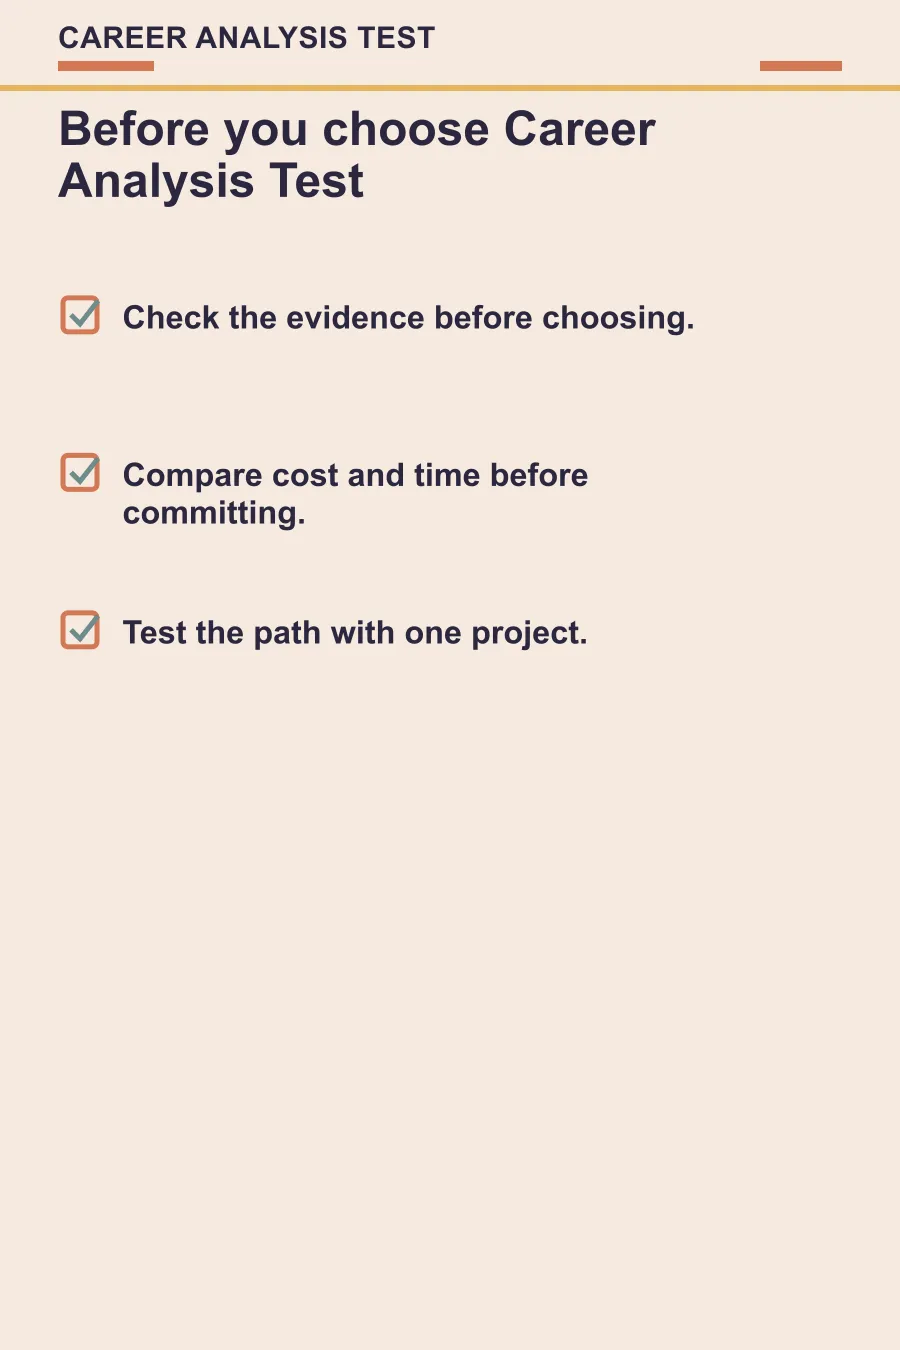 CAREER ANALYSIS TEST
Before you choose Career
Analysis Test
Check the evidence before choosing.
Compare cost and time before
committing.
Test the path with one project.